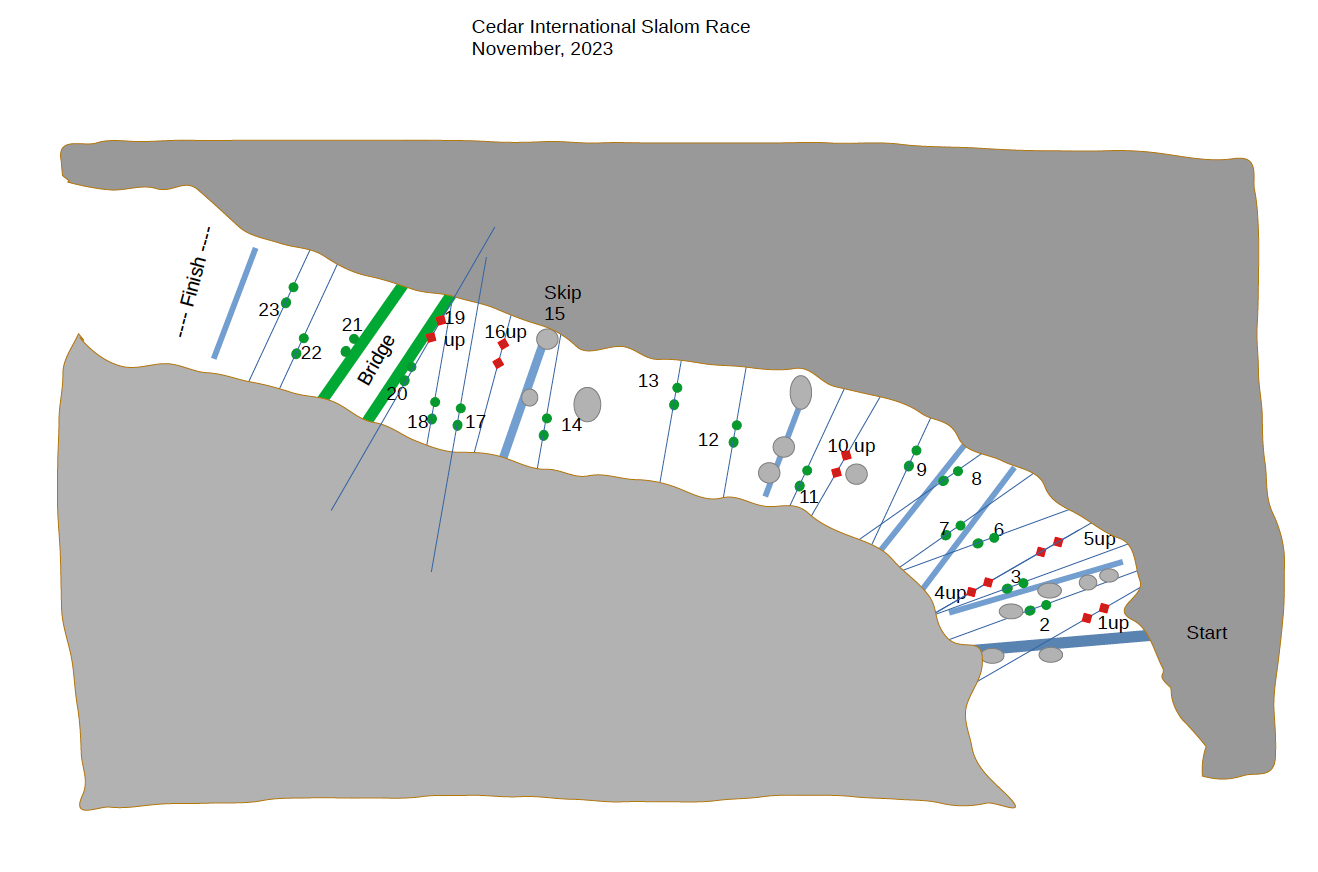 Cedar International Slalom Race
November, 2023
---- Finish ----
23
22
21
Bridge
20
19
up
18
17
16up
Skip
15
14
13
12
11
10 up
9
8
7
6
5up
4up
3
2
1up
Start